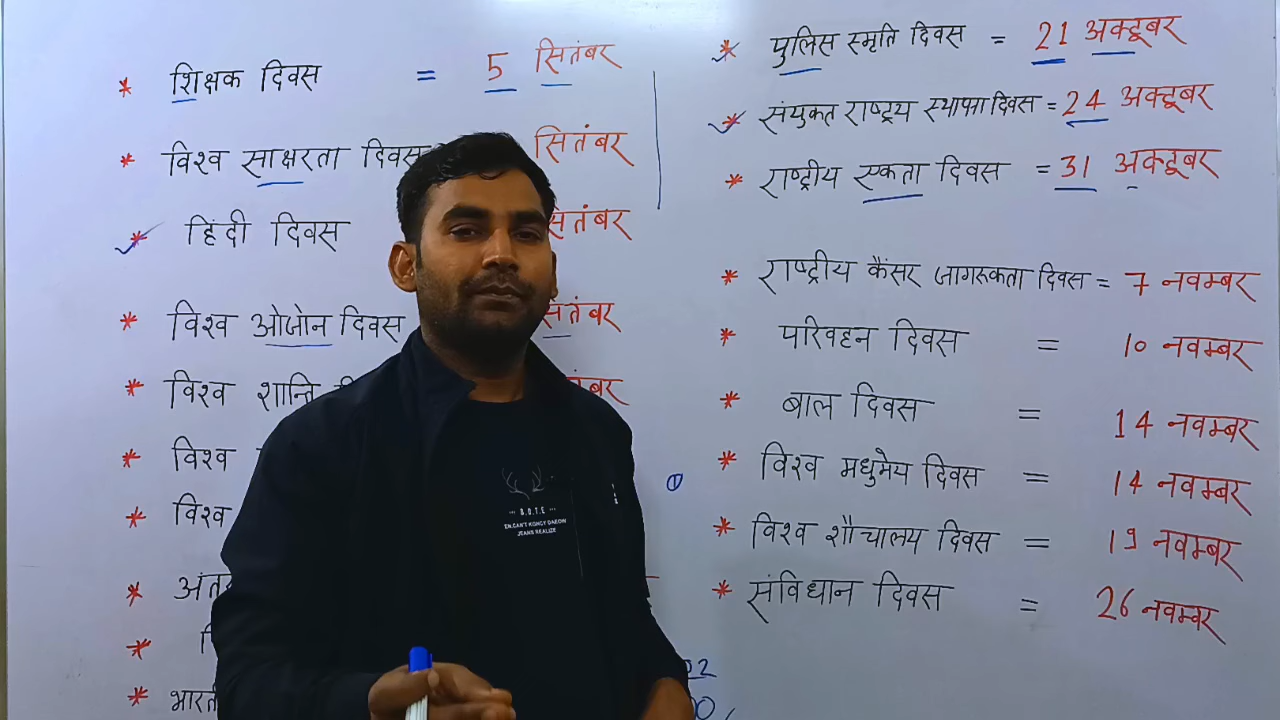 * शिक्षक दिवस = 5 सितंबर
* विश्व साक्षरता दिवस सितंबर
* हिंदी दिवस सितंबर
* विश्व ओजोन दिवस सितंबर
* विश्व शान्ति
* विश्व
* विश्व
*
*
*
* पुलिस स्मृति दिवस = 21 अक्टूबर
* संयुक्त राष्ट्रय स्थापना दिवस = 24 अक्टूबर
* राष्ट्रीय एकता दिवस = 31 अक्टूबर
* राष्ट्रीय कैंसर जागरूकता दिवस = 7 नवम्बर
* परिवहन दिवस = 10 नवम्बर
* बाल दिवस = 14 नवम्बर
* विश्व मधुमेय दिवस = 14 नवम्बर
* विश्व शौचालय दिवस = 19 नवम्बर
* संविधान दिवस = 26 नवम्बर
①
B.O.T.E
JEANS REALIZE